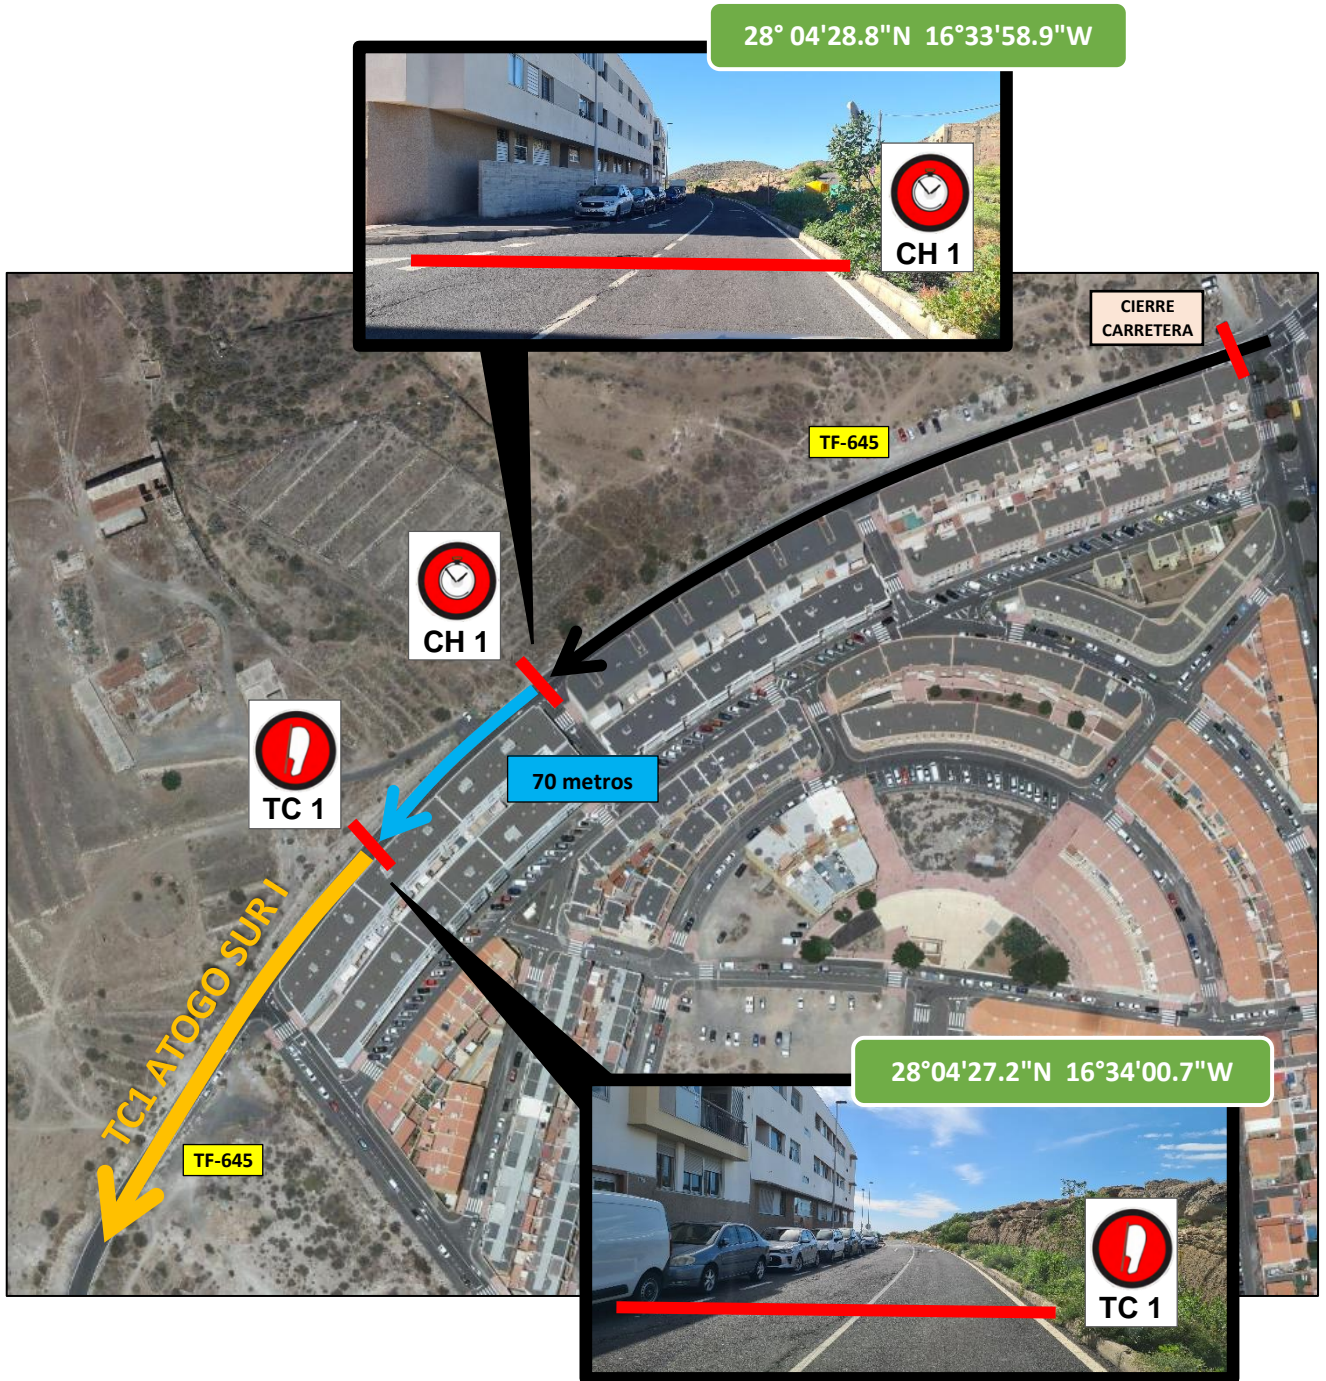 28° 04'28.8"N  16°33'58.9"W
CH 1
CIERRE
CARRETERA
TF-645
CH 1
TC 1
70 metros
TC1 ATOGO SUR I
28°04'27.2"N  16°34'00.7"W
TF-645
TC 1